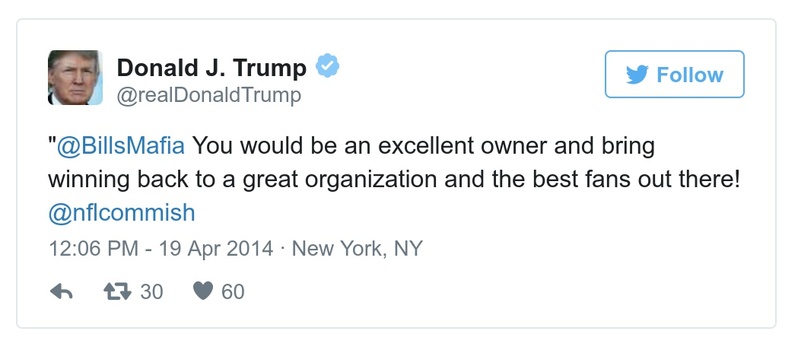 Donald J. Trump
@realDonaldTrump
Follow
"@BillsMafia You would be an excellent owner and bring
winning back to a great organization and the best fans out there!
@nflcommish
12:06 PM - 19 Apr 2014 · New York, NY
30 60